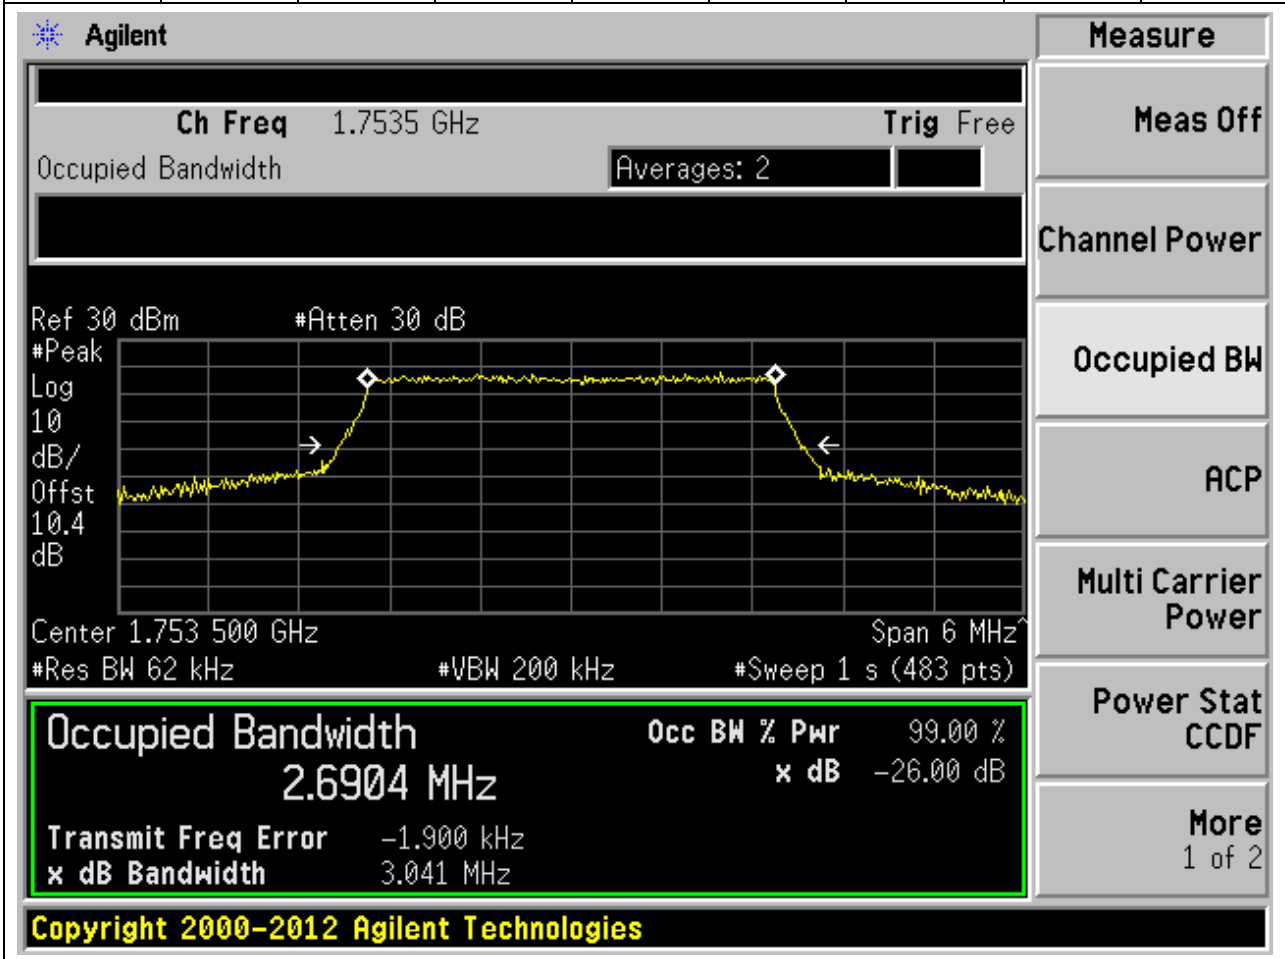 Agilent
Measure
Ch Freq 1.7535 GHz Trig Free
Meas Off
Occupied Bandwidth Averages: 2
Channel Power
Ref 30 dBm #Atten 30 dB
#Peak
Log
10
dB/
Offst
10.4
dB
Occupied BW
ACP
Center 1.753 500 GHz Span 6 MHz^
#Res BW 62 kHz #VBW 200 kHz #Sweep 1 s (483 pts)
Multi Carrier
Power
Occupied Bandwidth
2.6904 MHz
Occ BW % Pwr 99.00 %
x dB -26.00 dB
Transmit Freq Error -1.900 kHz
x dB Bandwidth 3.041 MHz
Power Stat
CCDF
More
1 of 2
Copyright 2000-2012 Agilent Technologies